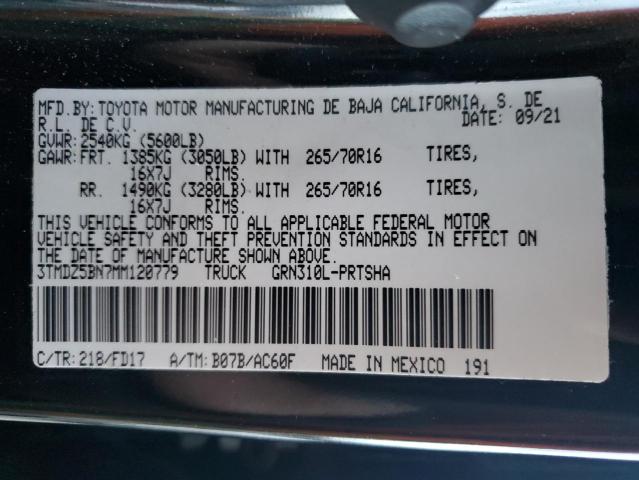 MFD.BY:TOYOTA MOTOR MANUFACTURING DE BAJA CALIFORNIA, S. DE
R.L. DE C.V. DATE: 09/21
GVWR:2540KG (5600LB)
GAWR:FRT. 1385KG (3050LB) WITH 265/70R16 TIRES,
16X7J RIMS.
RR. 1490KG (3280LB) WITH 265/70R16 TIRES,
16X7J RIMS.
THIS VEHICLE CONFORMS TO ALL APPLICABLE FEDERAL MOTOR
VEHICLE SAFETY AND THEFT PREVENTION STANDARDS IN EFFECT ON
THE DATE OF MANUFACTURE SHOWN ABOVE.
3TMDZ5BN7MM120779 TRUCK GRN310L-PRTSHA
C/TR:218/FD17 A/TM:B07B/AC60F MADE IN MEXICO 191